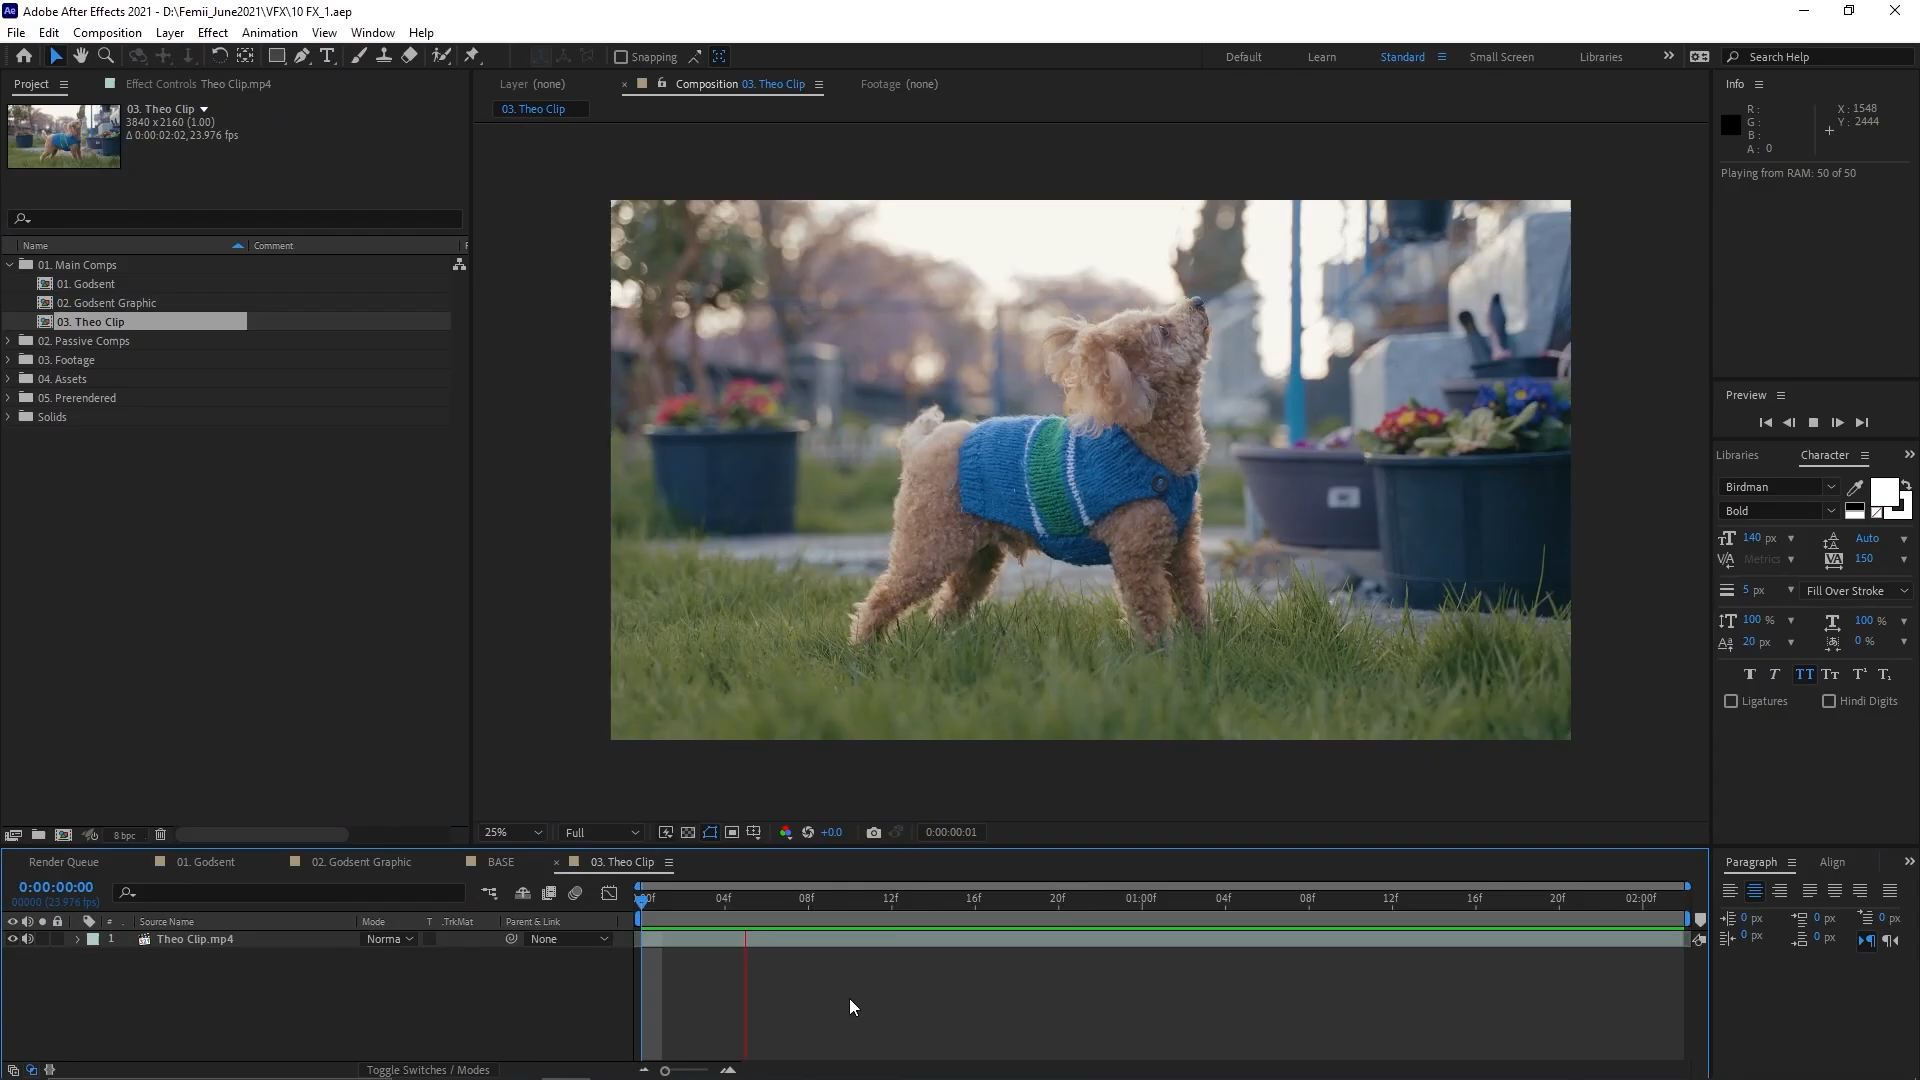 Ae Adobe After Effects 2021 - D:\Femii_June2021\VFX\10 FX_1.aep
File Edit Composition Layer Effect Animation View Window Help
Snapping Default Learn Standard Small Screen Libraries Search Help
Project Effect Controls Theo Clip.mp4 Layer (none) Composition 03. Theo Clip Footage (none) Info
03. Theo Clip
3840 x2160 (1.00)
Δ 0:00:02:02, 23.976 fps
03. Theo Clip
R :
G :
B :
A : 0
X : 1548
Y : 2444
Playing from RAM: 50 of 50
Name Comment
01. Main Comps
01. Godsent
02. Godsent Graphic
03. Theo Clip
02. Passive Comps
03. Footage
04. Assets
05. Prerendered
Solids
Preview
Libraries Character
Birdman
Bold
140 px Auto
Metrics 150
5 px Fill Over Stroke
100 % 100 %
20 px 0 %
T T TT Tт T¹ T₁
Ligatures Hindi Digits
8 bpc
25% Full +0.0 0:00:00:01
Render Queue 01. Godsent 02. Godsent Graphic BASE 03. Theo Clip
0:00:00:00
00000 (23.976 fps)
:00f 04f 08f 12f 16f 20f 01:00f 04f 08f 12f 16f 20f 02:00f
# Source Name Mode T .TrkMat Parent & Link
1 Theo Clip.mp4 Norma None
Toggle Switches / Modes
Paragraph Align
0 px 0 px 0 px
0 px 0 px